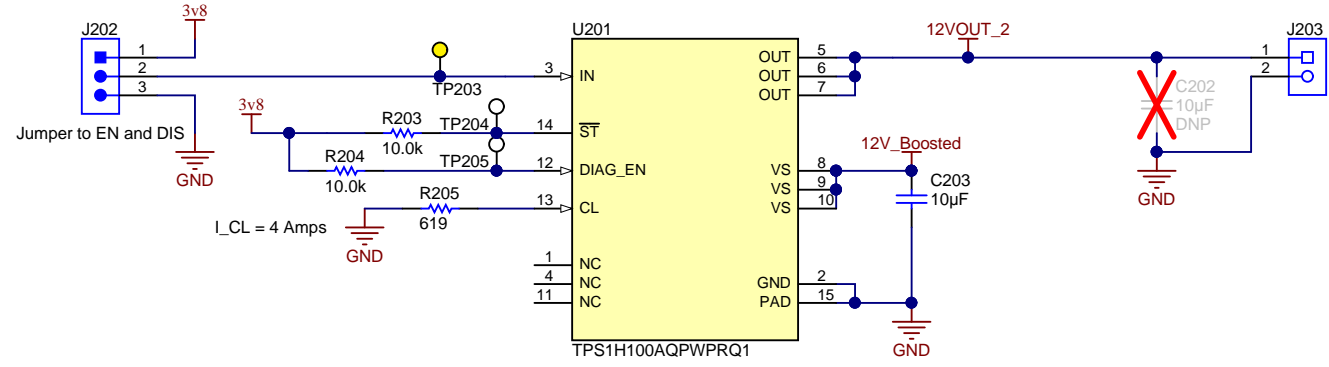 J202
3v8
1
2
3
Jumper to EN and DIS
GND
TP203
3v8
R203
10.0k
TP204
R204
10.0k
TP205
R205
619
I_CL = 4 Amps
GND
U201
3 IN
14 ST
12 DIAG_EN
13 CL
1 NC
4 NC
11 NC
OUT 5
OUT 6
OUT 7
VS 8
VS 9
VS 10
GND 2
PAD 15
TPS1H100AQPWPRQ1
12VOUT_2
12V_Boosted
C203
10µF
GND
C202
10µF
DNP
GND
J203
1
2